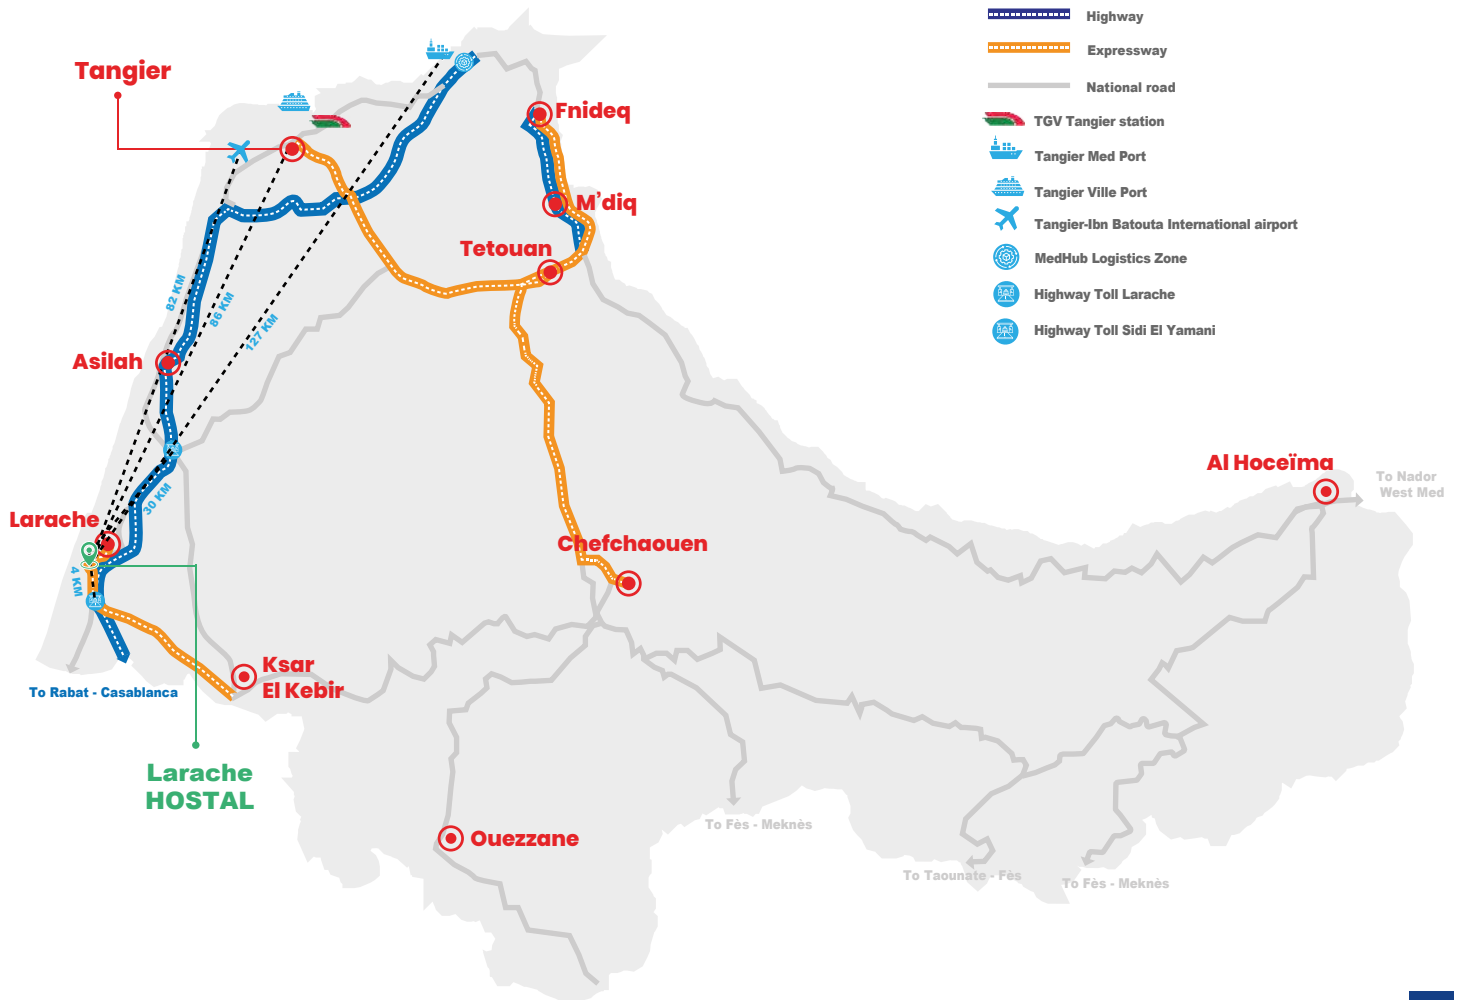 Highway
Expressway
National road
TGV Tangier station
Tangier Med Port
Tangier Ville Port
Tangier-Ibn Batouta International airport
MedHub Logistics Zone
Highway Toll Larache
Highway Toll Sidi El Yamani
Tangier
Fnideq
M'diq
Tetouan
82 KM
86 KM
127 KM
Asilah
Al Hoceïma
To Nador
West Med
30 KM
Larache
Chefchaouen
4 KM
Ksar
El Kebir
To Rabat - Casablanca
Larache
HOSTAL
Ouezzane
To Fès - Meknès
To Taounate - Fès
To Fès - Meknès